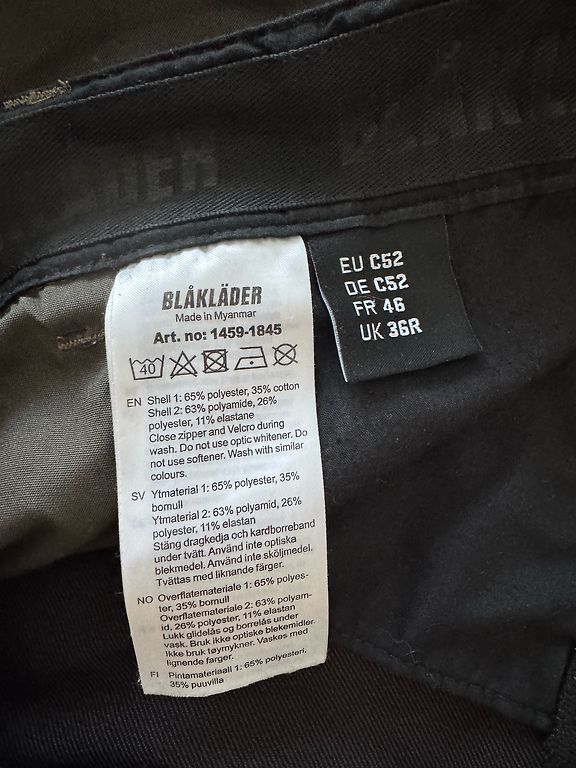 BLÅKLÄDER
Made in Myanmar
Art. no: 1459-1845
40
EN Shell 1: 65% polyester, 35% cotton
Shell 2: 63% polyamide, 26%
polyester, 11% elastane
Close zipper and Velcro during
wash. Do not use optic whitener. Do
not use softener. Wash with similar
colours.
SV Ytmaterial 1: 65% polyester, 35%
bomull
Ytmaterial 2: 63% polyamid, 26%
polyester, 11% elastan
Stäng dragkedja och kardborreband
under tvätt. Använd inte optiska
blekmedel. Använd inte sköljmedel.
Tvättas med liknande färger.
NO Overflatemateriale 1: 65% polyes-
ter, 35% bomull
Overflatemateriale 2: 63% polyam-
id, 26% polyester, 11% elastan
Lukk glidelås og borrelås under
vask. Bruk ikke optiske blekemidler.
Ikke bruk tøymykner. Vaskes med
lignende farger.
FI Pintamateriaali 1: 65% polyesteri,
35% puuvilla
EU C52
DE C52
FR 46
UK 36R